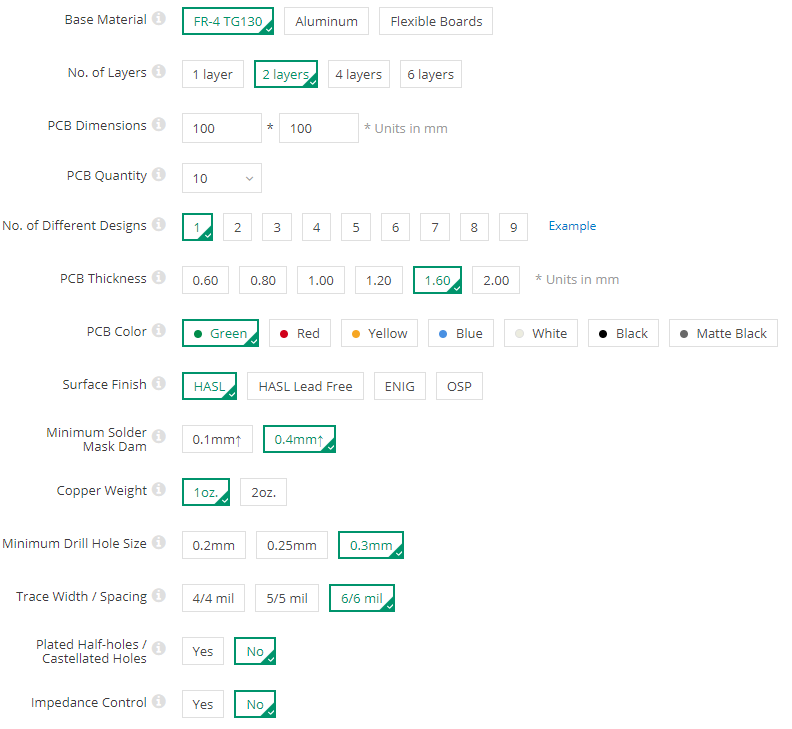 Base Material FR-4 TG130 Aluminum Flexible Boards
No. of Layers 1 layer 2 layers 4 layers 6 layers
PCB Dimensions 100 * 100 * Units in mm
PCB Quantity 10
No. of Different Designs 1 2 3 4 5 6 7 8 9 Example
PCB Thickness 0.60 0.80 1.00 1.20 1.60 2.00 * Units in mm
PCB Color Green Red Yellow Blue White Black Matte Black
Surface Finish HASL HASL Lead Free ENIG OSP
Minimum Solder
Mask Dam 0.1mm↑ 0.4mm↑
Copper Weight 1oz. 2oz.
Minimum Drill Hole Size 0.2mm 0.25mm 0.3mm
Trace Width / Spacing 4/4 mil 5/5 mil 6/6 mil
Plated Half-holes /
Castellated Holes Yes No
Impedance Control Yes No